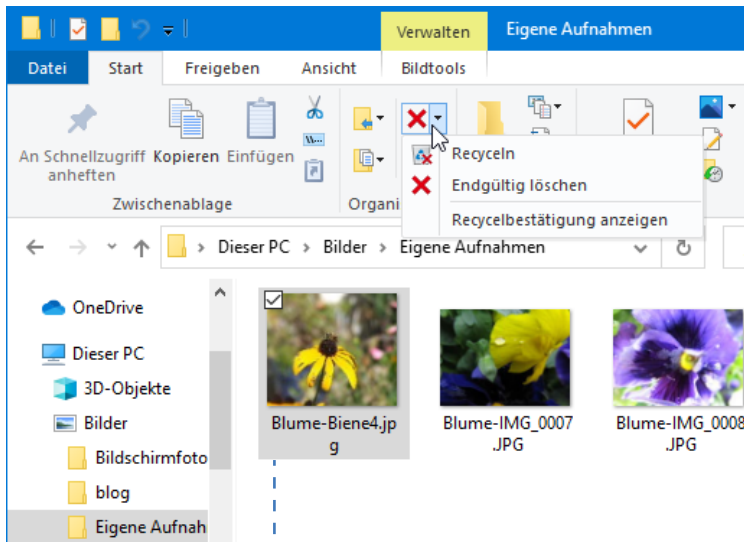 Verwalten
Eigene Aufnahmen
Datei Start Freigeben Ansicht Bildtools
An Schnellzugriff anheften
Kopieren
Einfügen
Zwischenablage
Organi
Recyceln
Endgültig löschen
Recycelbestätigung anzeigen
Dieser PC > Bilder > Eigene Aufnahmen
OneDrive
Dieser PC
3D-Objekte
Bilder
Bildschirmfoto
blog
Eigene Aufnah
Blume-Biene4.jp
g
Blume-IMG_0007
.JPG
Blume-IMG_0008
.JPG